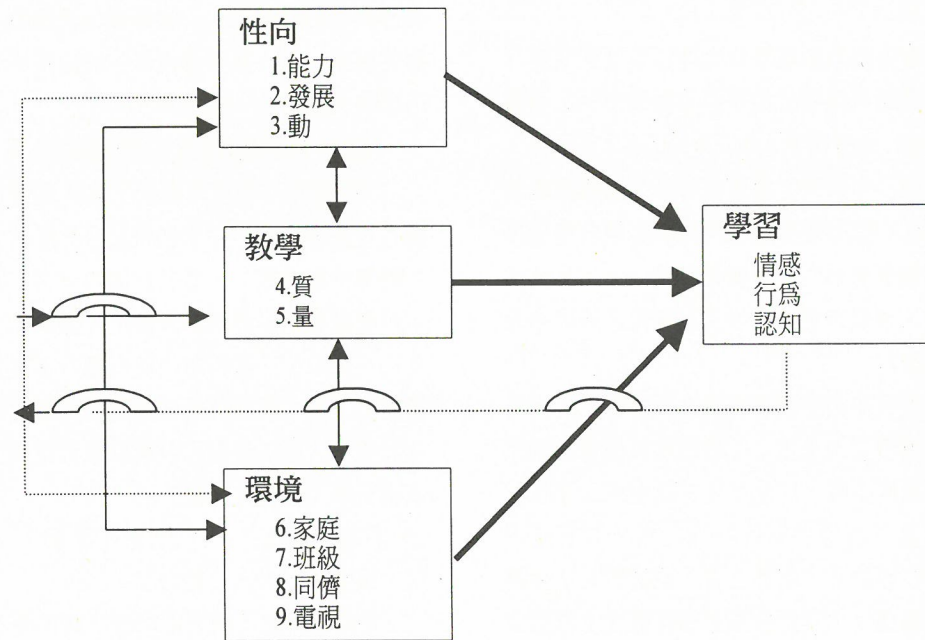 性向
1.能力
2.發展
3.動
教學
4.質
5.量
學習
情感
行爲
認知
環境
6.家庭
7.班級
8.同儕
9.電視